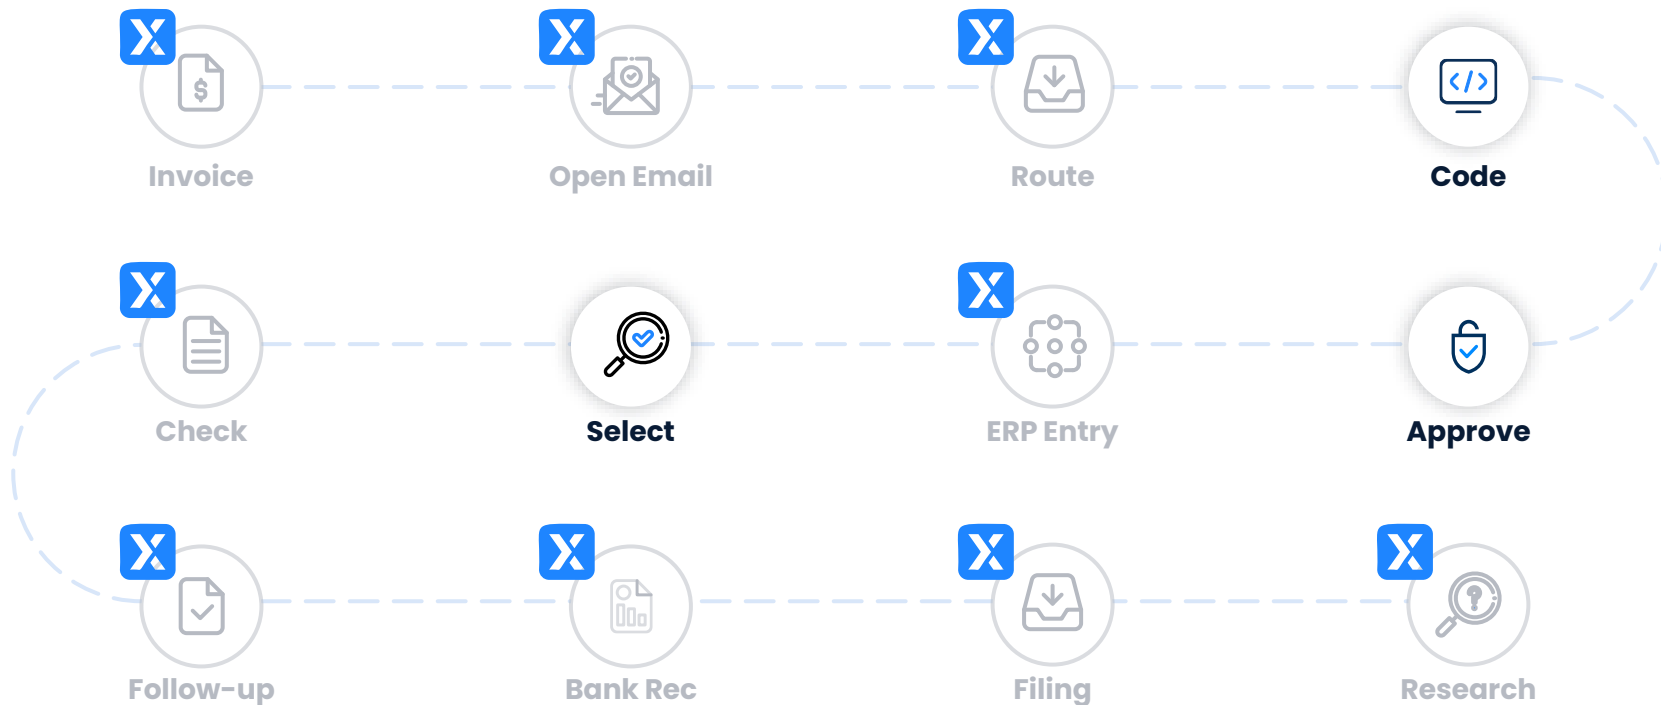 Invoice
Open Email
Route
Code
Check
Select
ERP Entry
Approve
Follow-up
Bank Rec
Filing
Research